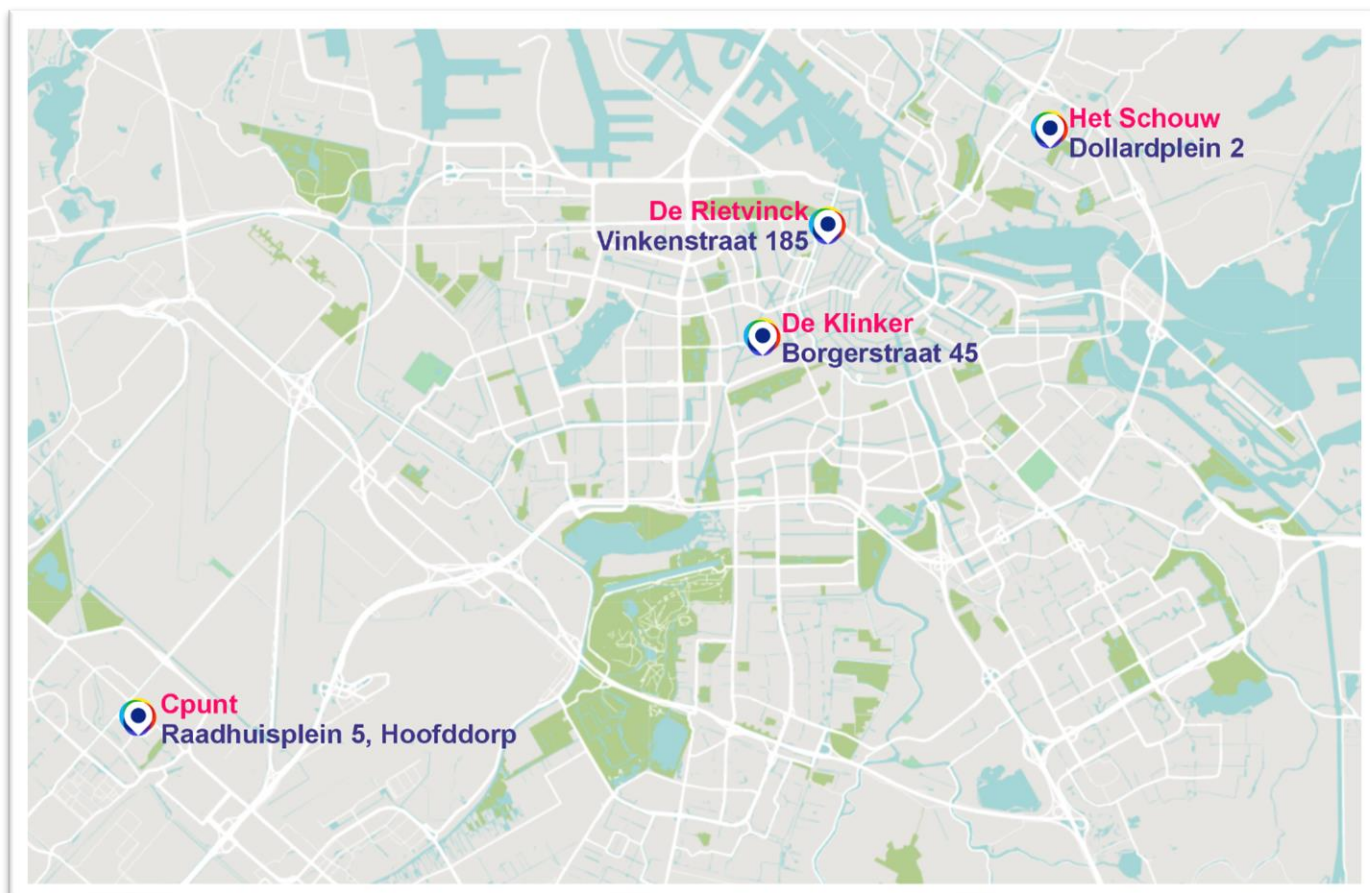 Het Schouw
Dollardplein 2
De Rietvinck
Vinkenstraat 185
De Klinker
Borgerstraat 45
Cpunt
Raadhuisplein 5, Hoofddorp